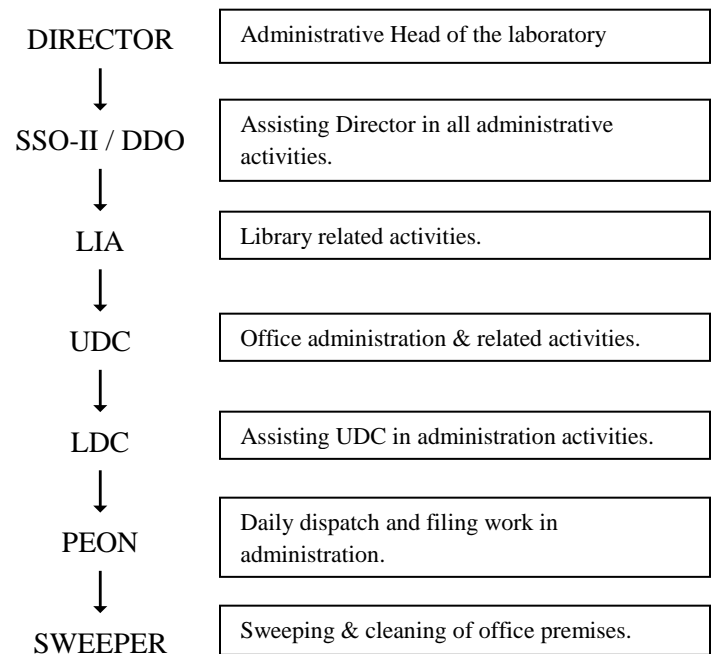 DIRECTOR
Administrative Head of the laboratory
SSO-II / DDO
Assisting Director in all administrative
activities.
LIA
Library related activities.
UDC
Office administration & related activities.
LDC
Assisting UDC in administration activities.
PEON
Daily dispatch and filing work in
administration.
SWEEPER
Sweeping & cleaning of office premises.